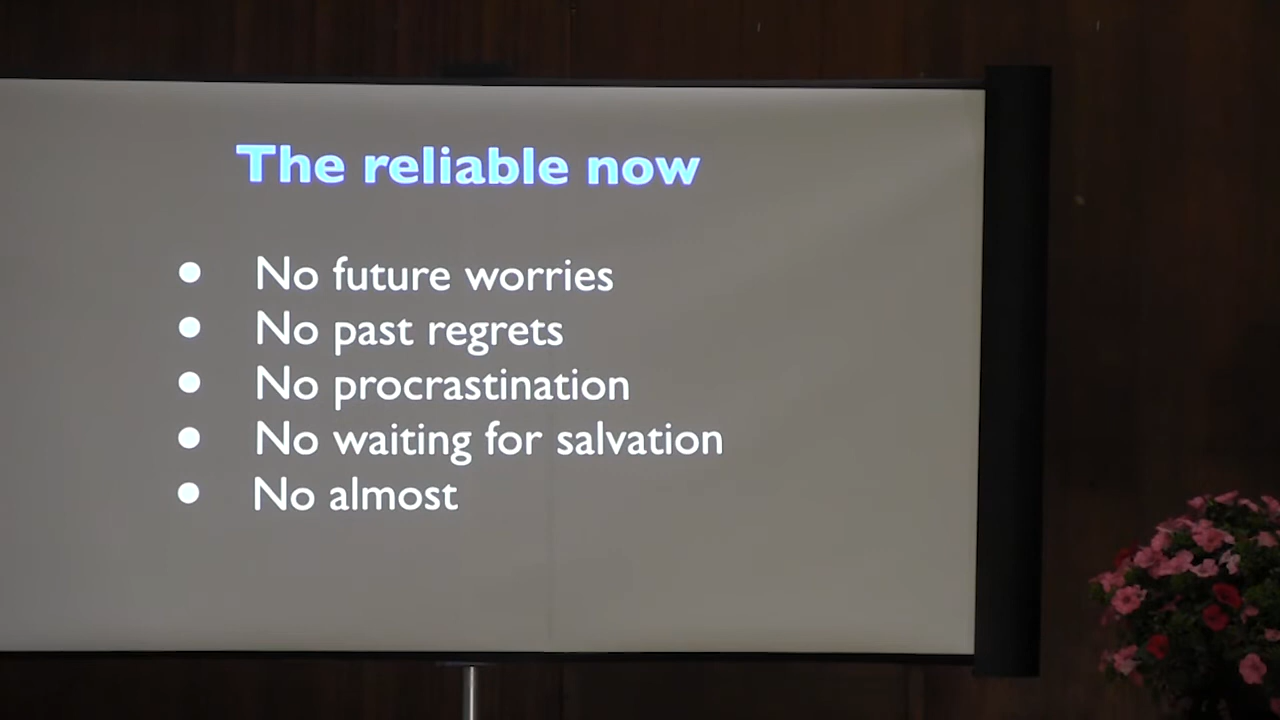 The reliable now
• No future worries
• No past regrets
• No procrastination
• No waiting for salvation
• No almost